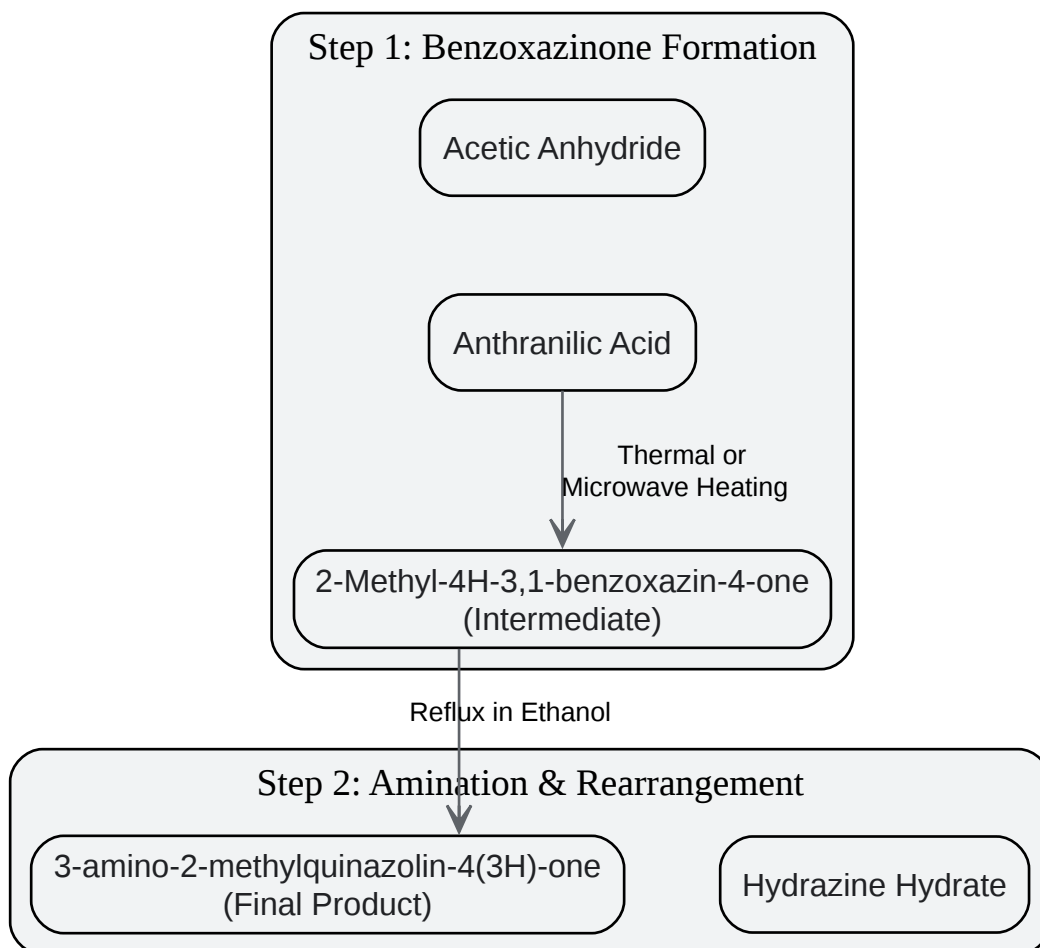 Step 1: Benzoxazinone Formation
Acetic Anhydride
Anthranilic Acid
Thermal or
Microwave Heating
2-Methyl-4H-3,1-benzoxazin-4-one
(Intermediate)
Reflux in Ethanol
Step 2: Amination & Rearrangement
3-amino-2-methylquinazolin-4(3H)-one
(Final Product)
Hydrazine Hydrate